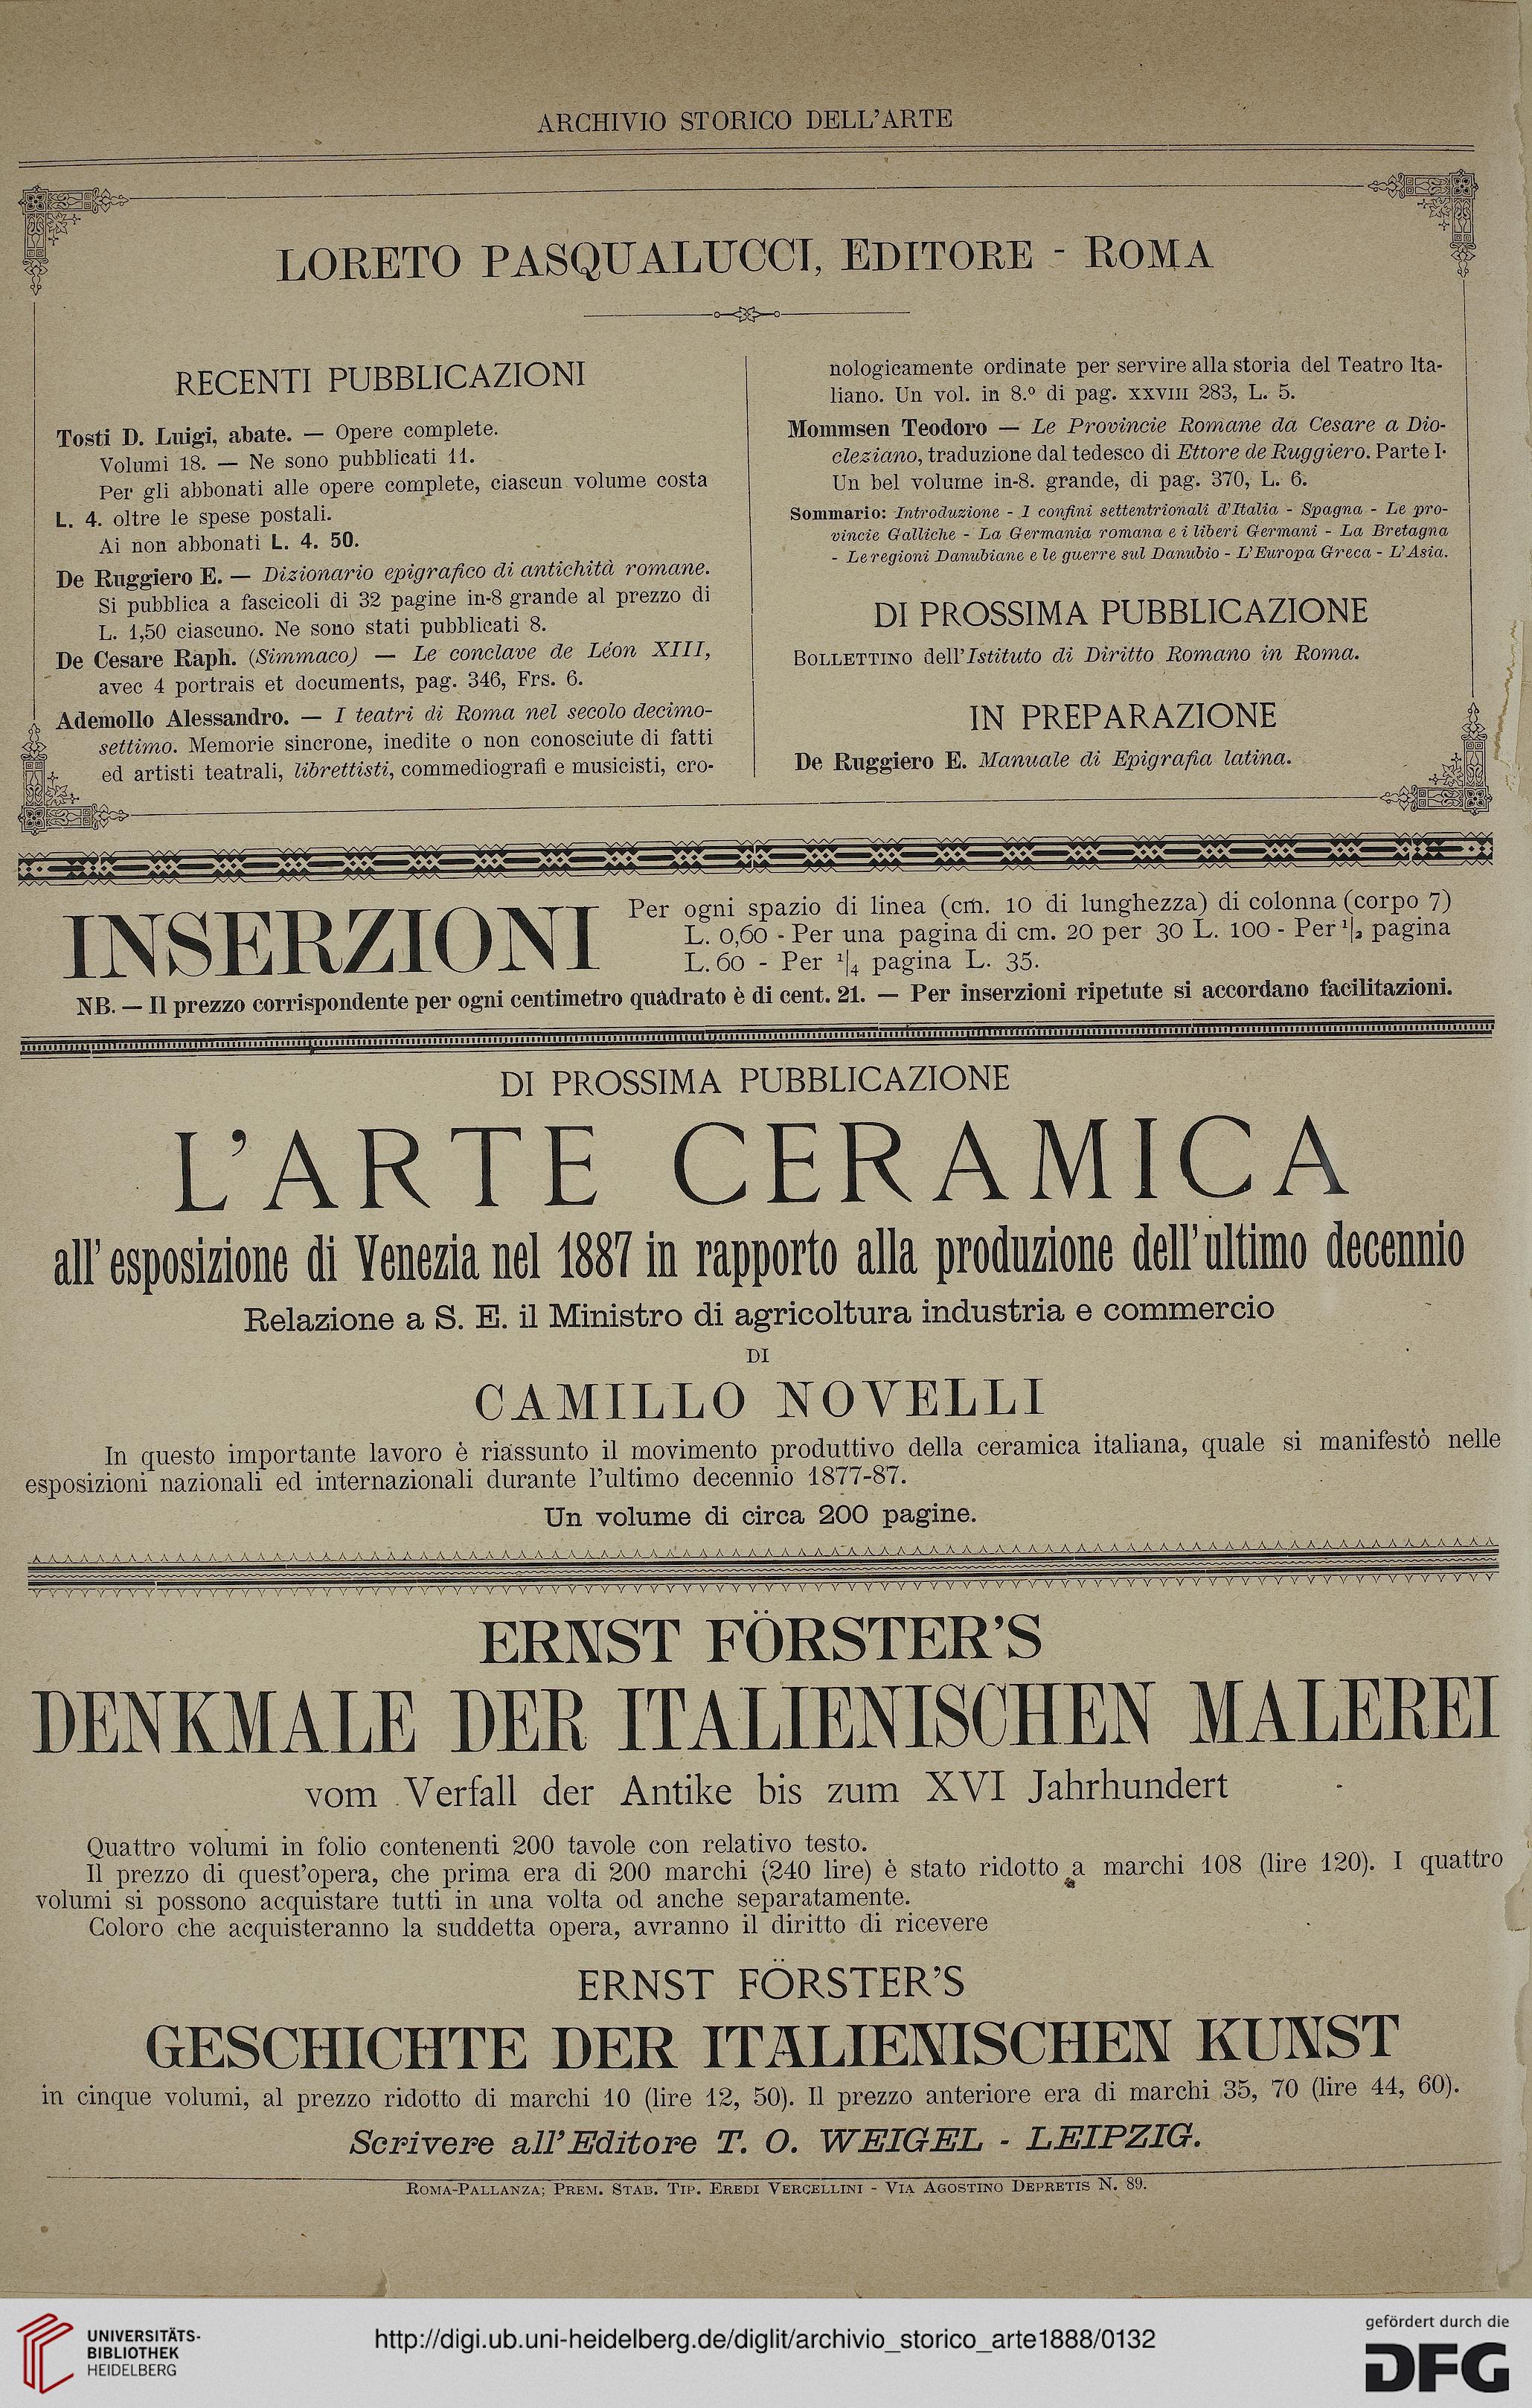 ARCHIVIO STORICO DELL'ARTE
LORETO PASQUALUCCI, EDITORE - ROMA
RECENTI PUBBLICAZIONI
Tosti D. Luigi, abate. — Opere complete.
Volumi 18. — Ne sono pubblicati 11.
Per gli abbonati alle opere complete, ciascun volume costa
L. 4. oltre le spese postali.
Ai non abbonati L. 4. 50.
De Ruggiero E. — Dizionario epigrafico di antichità romane.
Si pubblica a fascicoli di 32 pagine in-8 grande al prezzo di
L. 1,50 ciascuno. Ne sono stati pubblicati 8.
De Cesare Raph. (Simmaco) — Le conclave de Léon XIII,
avec 4 portrais et documents, pag. 346, Frs. 6.
Ademollo Alessandro. — I teatri di Roma nel secolo decimo-
settimo. Memorie sincrone, inedite o non conosciute di fatti
ed artisti teatrali, librettisti, commediografi e musicisti, cro-
nologicamente ordinate per servire alla storia del Teatro Ita-
liano. Un vol. in 8.º di pag. XXVIII 283, L. 5.
Mommsen Teodoro — Le Provincie Romane da Cesare a Dio-
cleziano, traduzione dal tedesco di Ettore de Ruggiero. Parte I.
Un bel volume in-8. grande, di pag. 370, L. 6.
Sommario: Introduzione - I confini settentrionali d'Italia - Spagna - Le pro-
vincie Galliche - La Germania romana e i liberi Germani - La Bretagna
- Le regioni Danubiane e le guerre sul Danubio - L'Europa Greca - L'Asia.
DI PROSSIMA PUBBLICAZIONE
BOLLETTINO dell'Istituto di Diritto Romano in Roma.
IN PREPARAZIONE
De Ruggiero E. Manuale di Epigrafia latina.
INSERZIONI
Per ogni spazio di linea (cm. 10 di lunghezza) di colonna (corpo 7)
L. 0,60 - Per una pagina di cm. 20 per 30 L. 100 - Per 1/2 pagina
L. 60 - Per 1/4 pagina L. 35.
NB. — Il prezzo corrispondente per ogni centimetro quadrato è di cent. 21. — Per inserzioni ripetute si accordano facilitazioni.
DI PROSSIMA PUBBLICAZIONE
L'ARTE CERAMICA
all'esposizione di Venezia nel 1887 in rapporto alla produzione dell'ultimo decennio
Relazione a S. E. il Ministro di agricoltura industria e commercio
DI
CAMILLO NOVELLI
In questo importante lavoro è riassunto il movimento produttivo della ceramica italiana, quale si manifestò nelle
esposizioni nazionali ed internazionali durante l'ultimo decennio 1877-87.
Un volume di circa 200 pagine.
ERNST FÖRSTER'S
DENKMALE DER ITALIENISCHEN MALEREI
vom Verfall der Antike bis zum XVI Jahrhundert
Quattro volumi in folio contenenti 200 tavole con relativo testo.
Il prezzo di quest'opera, che prima era di 200 marchi (240 lire) è stato ridotto a marchi 108 (lire 120). I quattro
volumi si possono acquistare tutti in una volta od anche separatamente.
Coloro che acquisteranno la suddetta opera, avranno il diritto di ricevere
ERNST FÖRSTER'S
GESCHICHTE DER ITALIENISCHEN KUNST
in cinque volumi, al prezzo ridotto di marchi 10 (lire 12, 50). Il prezzo anteriore era di marchi 35, 70 (lire 44, 60).
Scrivere all'Editore T. O. WEIGEL - LEIPZIG.
ROMA-PALLANZA; PREM. STAB. TIP. EREDI VERCELLINI - VIA AGOSTINO DEPRETIS N. 89.
UNIVERSITÄTS-
BIBLIOTHEK
HEIDELBERG
http://digi.ub.uni-heidelberg.de/diglit/archivio_storico_arte1888/0132
gefördert durch die
DFG